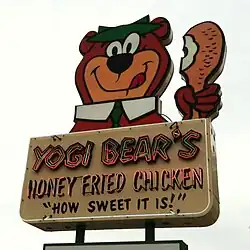 YOGI BEAR'S
HONEY FRIED CHICKEN
"HOW SWEET IT IS!"